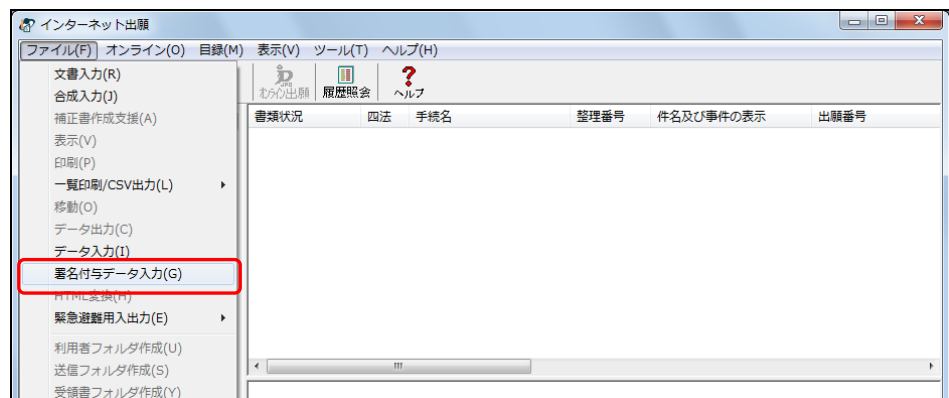 インターネット出願
ファイル(F) オンライン(O) 目録(M) 表示(V) ツール(T) ヘルプ(H)
文書入力(R)
合成入力(J)
補正書作成支援(A)
表示(V)
印刷(P)
一覧印刷/CSV出力(L)
移動(O)
データ出力(C)
データ入力(I)
署名付与データ入力(G)
HTML変換(H)
緊急避難用入出力(E)
利用者フォルダ作成(U)
送信フォルダ作成(S)
受領書フォルダ作成(Y)
オンライン出願 履歴照会 ヘルプ
書類状況 四法 手続名 整理番号 件名及び事件の表示 出願番号